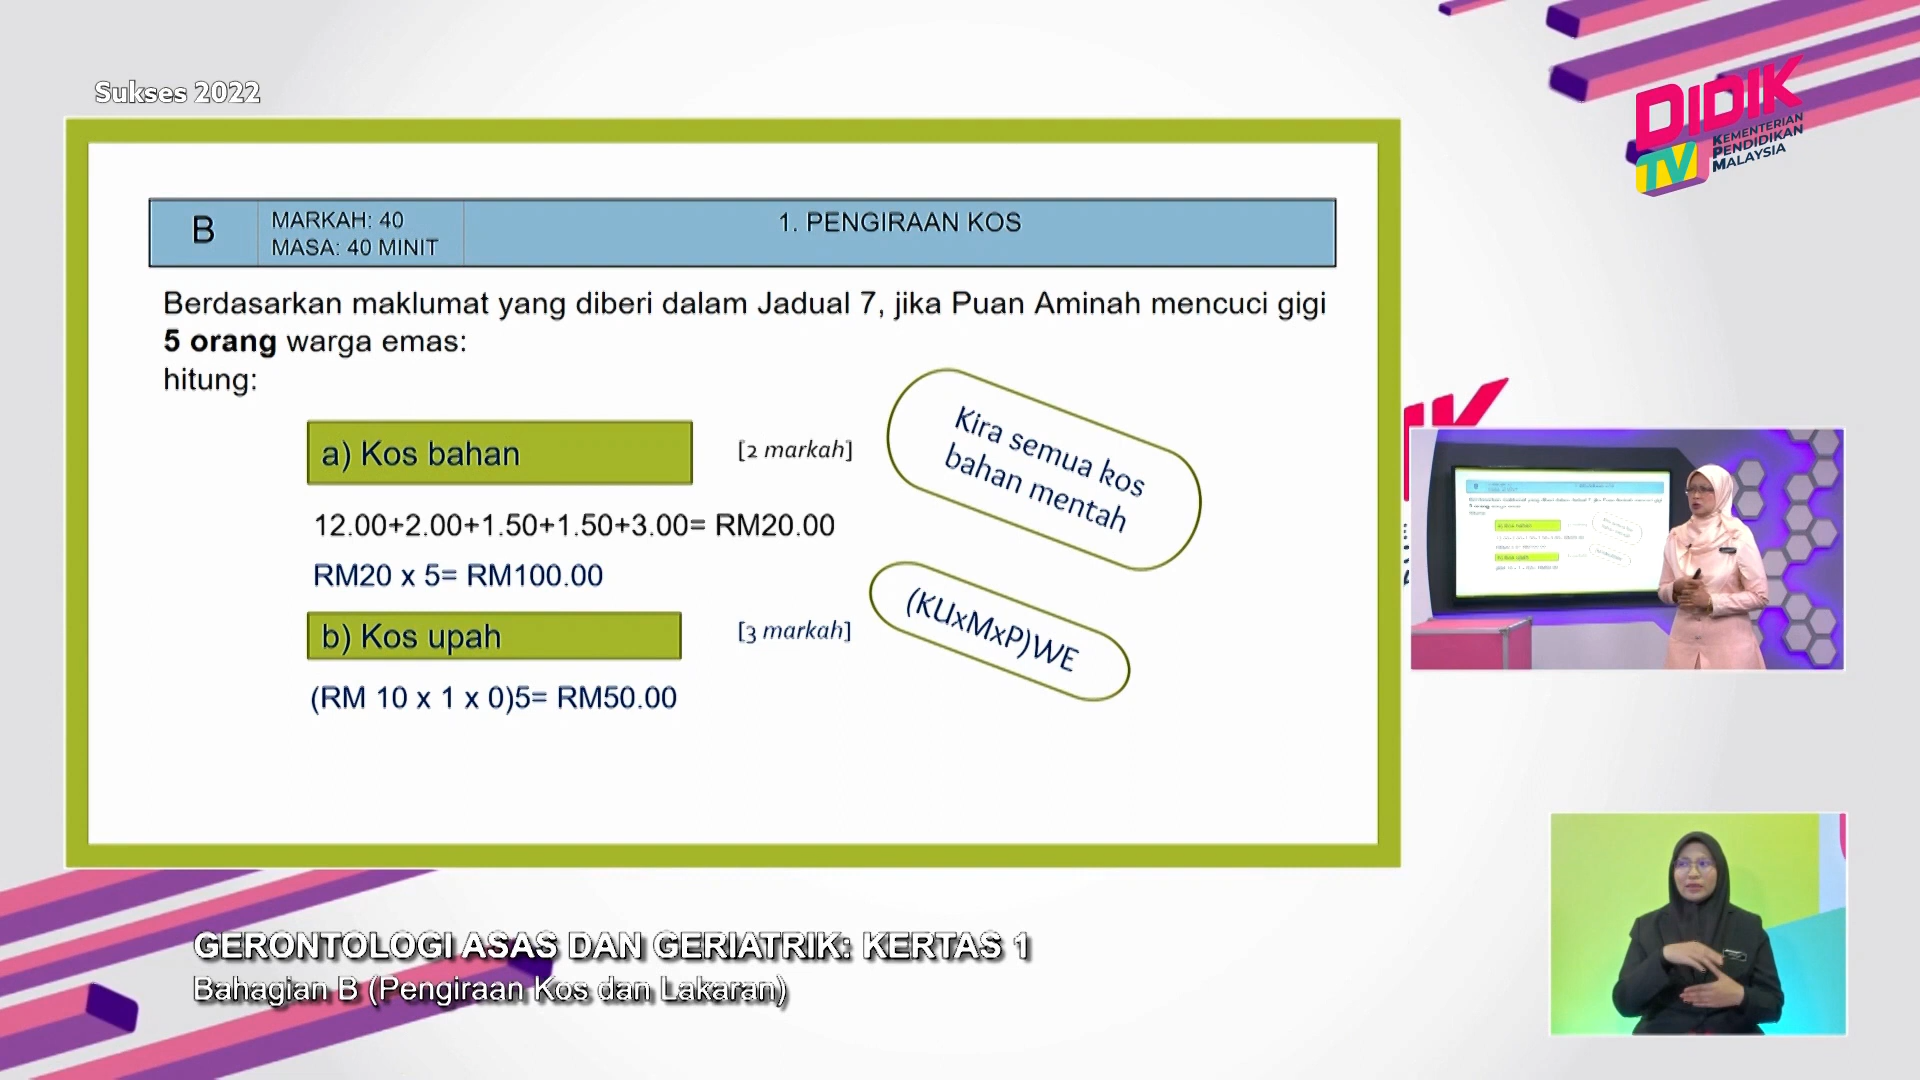 Sukses 2022
DIDIK
TV
KEMENTERIAN
PENDIDIKAN
MALAYSIA
B
MARKAH: 40
MASA: 40 MINIT
1. PENGIRAAN KOS
Berdasarkan maklumat yang diberi dalam Jadual 7, jika Puan Aminah mencuci gigi
5 orang warga emas:
hitung:
a) Kos bahan
[2 markah]
Kira semua kos
bahan mentah
12.00+2.00+1.50+1.50+3.00= RM20.00
RM20 x 5= RM100.00
b) Kos upah
[3 markah]
(KUxMxP)WE
(RM 10 x 1 x 0)5= RM50.00
GERONTOLOGI ASAS DAN GERIATRIK: KERTAS 1
Bahagian B (Pengiraan Kos dan Lakaran)